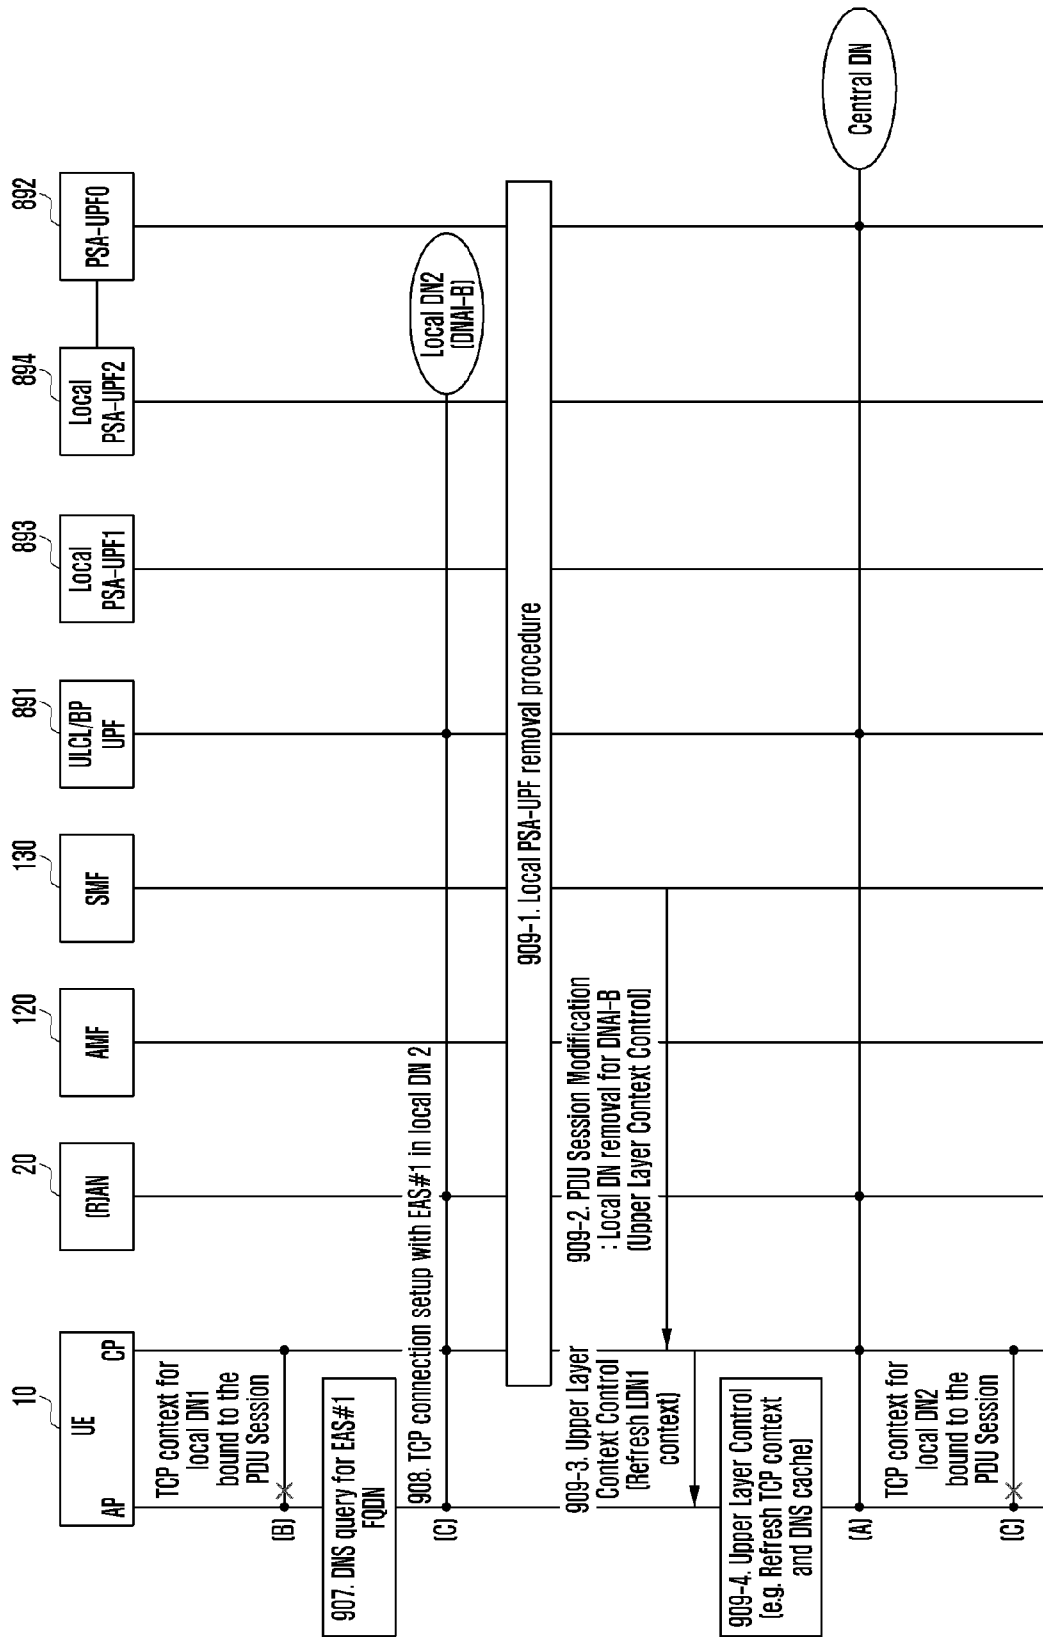 10
UE
AP
CP
20
(R)AN
120
AMF
130
SMF
891
ULCL/BP
UPF
893
Local
PSA-UPF1
894
Local
PSA-UPF2
892
PSA-UPF0
TCP context for
local DN1
bound to the
PDU Session
(B)
907. DNS query for EAS#1
FQDN
908. TCP connection setup with EAS#1 in local DN 2
(C)
Local DN2
(DNAI-B)
909-1. Local PSA-UPF removal procedure
909-2. PDU Session Modification
: Local DN removal for DNAI-B
(Upper Layer Context Control)
909-3. Upper Layer
Context Control
(Refresh LDN1
context)
909-4. Upper Layer Control
(e.g. Refresh TCP context
and DNS cache)
(A)
Central DN
TCP context for
local DN2
bound to the
PDU Session
(C)